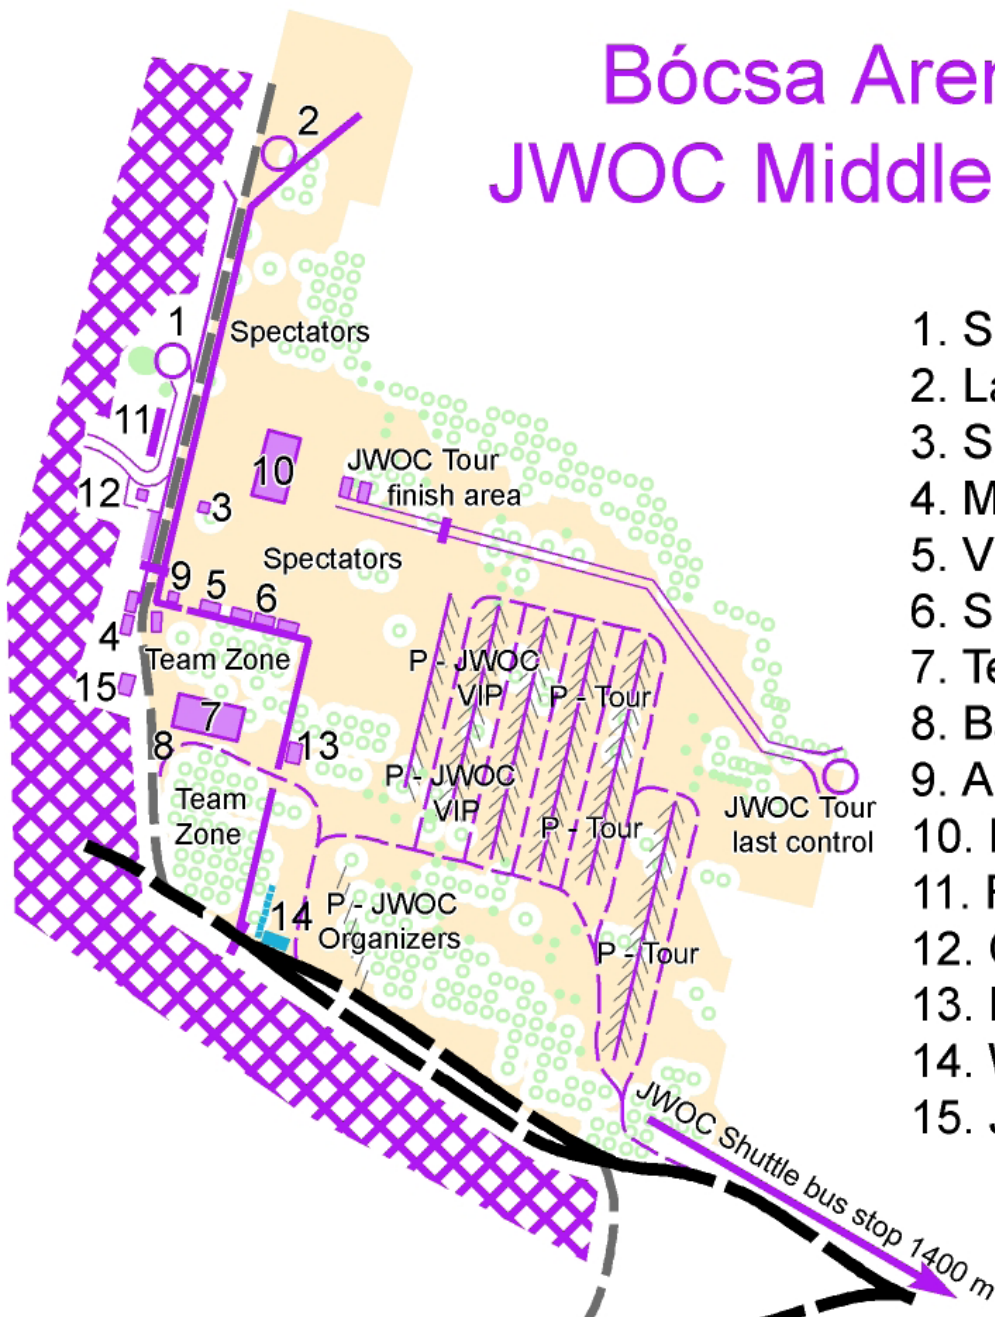 Bócsa Aren
JWOC Middle
2
1
Spectators
1. S
2. La
3. S
4. M
5. V
6. S
7. Te
8. Ba
9. A
10.
11.
12.
13.
14.
15.
11
10
JWOC Tour
finish area
12
3
Spectators
9
5
6
4
Team Zone
15
P - JWOC
VIP
P - Tour
7
8
13
P - JWOC
VIP
Team
Zone
P - Tour
JWOC Tour
last control
14
P - JWOC
Organizers
P - Tour
JWOC Shuttle bus stop 1400 m